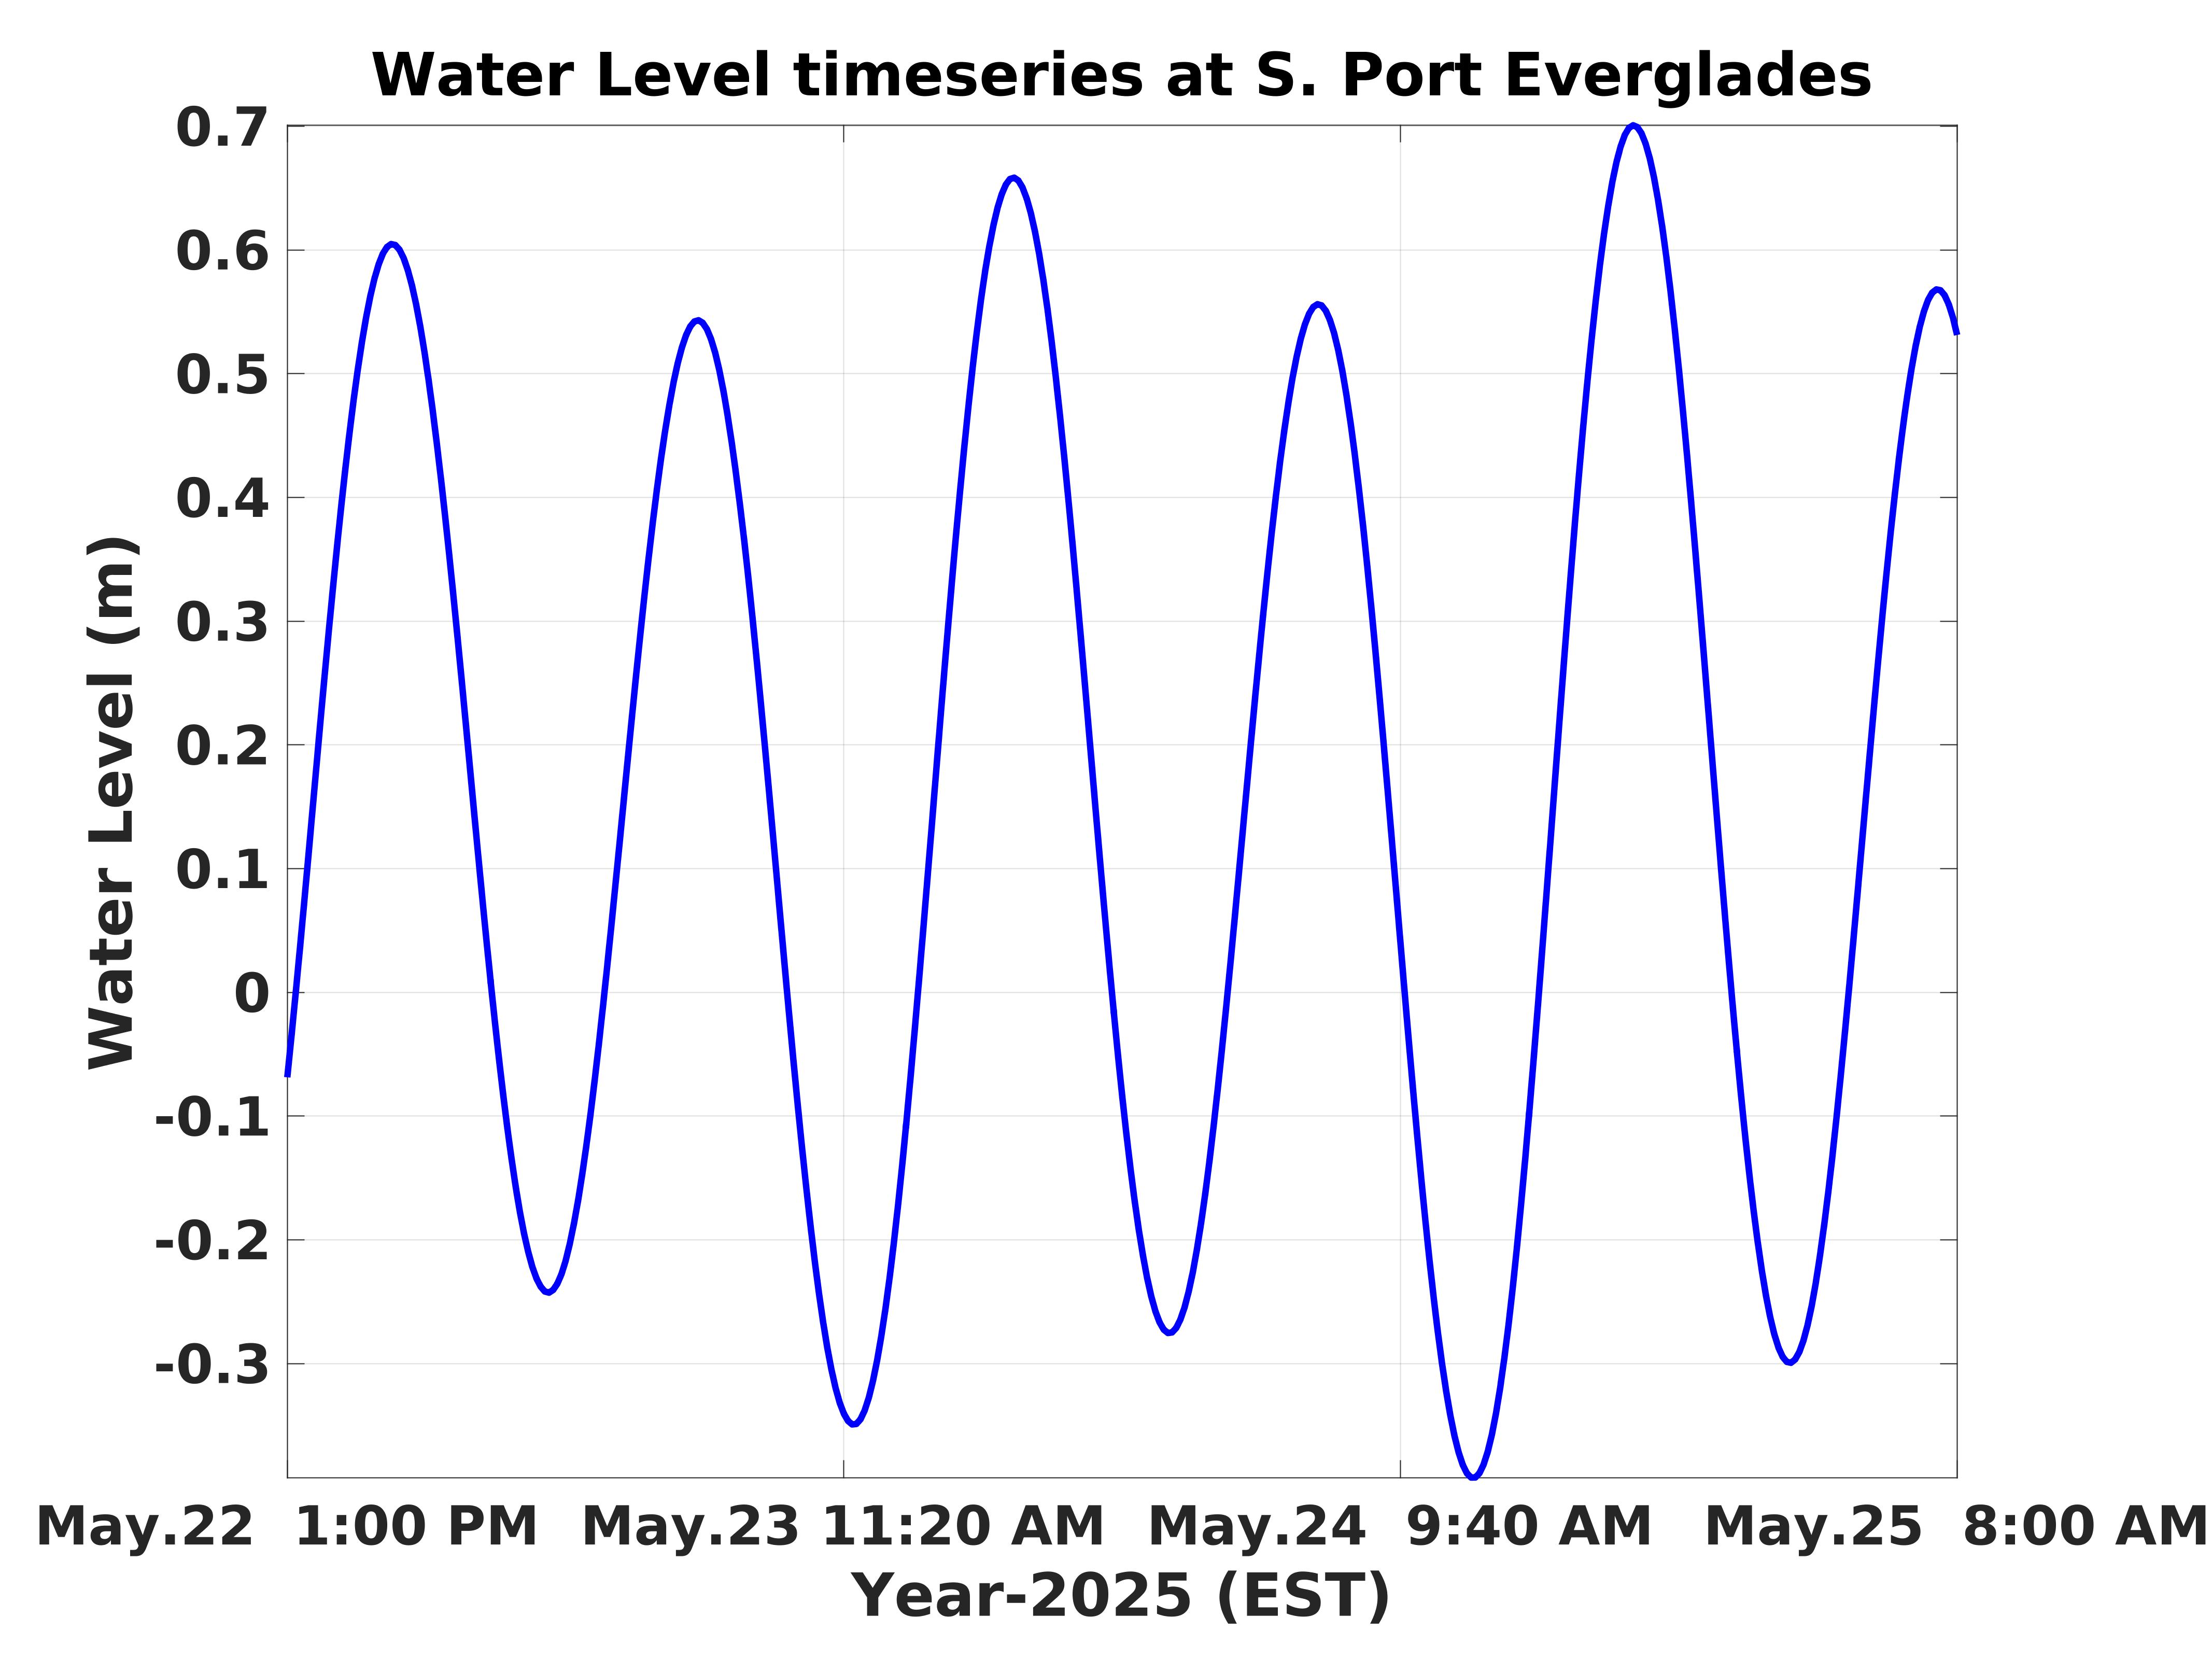 Water Level timeseries at S. Port Everglades
0.7
0.6
0.5
0.4
0.3
0.2
0.1
0
-0.1
-0.2
-0.3
Water Level (m)
May.22 1:00 PM May.23 11:20 AM May.24 9:40 AM May.25 8:00 AM
Year-2025 (EST)